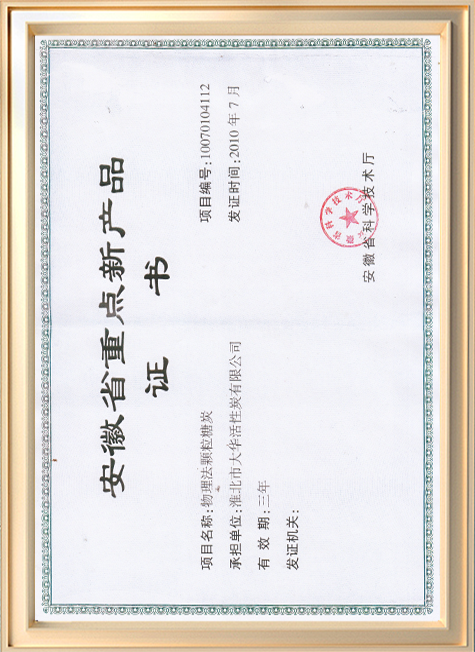 安徽省重点新产品
证书
项目名称:物理法颗粒糖炭
项目编号:10070104112
承担单位:淮北市大华活性炭有限公司
发证时间:2010 年 7 月
有 效 期:三年
发证机关:
安徽省科学技术厅